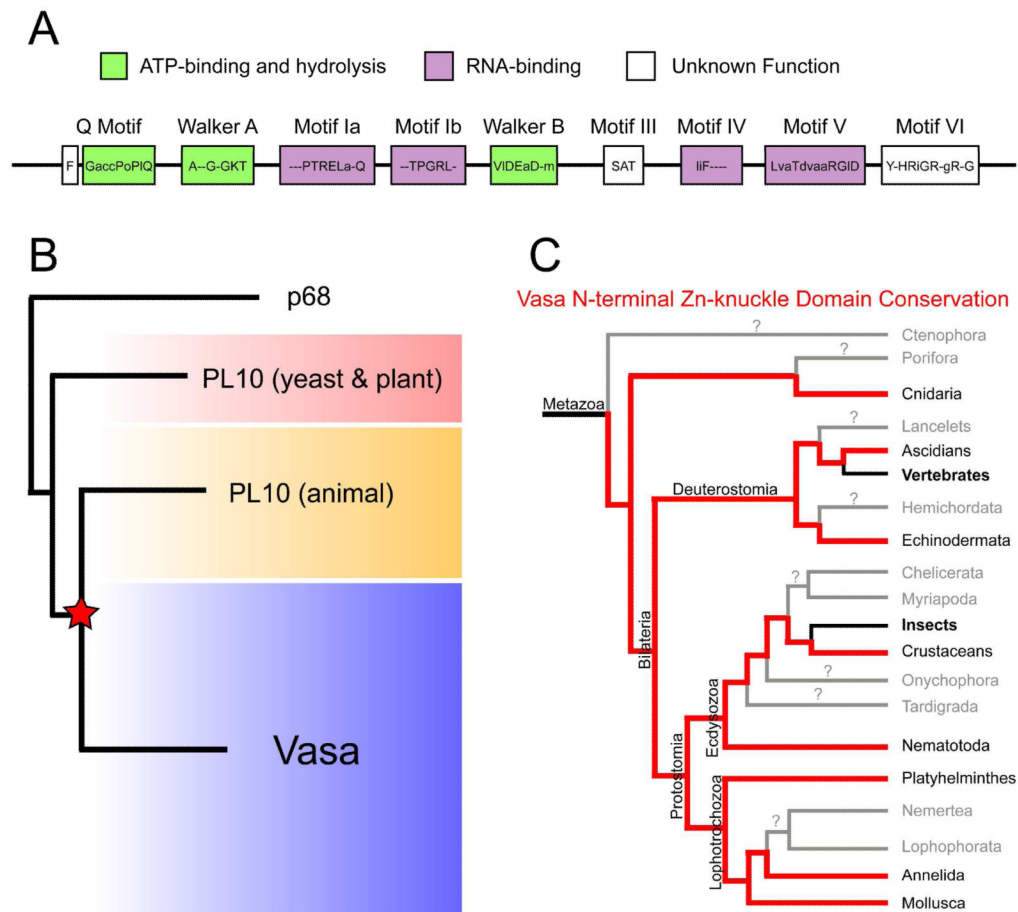 A
ATP-binding and hydrolysis
RNA-binding
Unknown Function
Q Motif
Walker A
Motif Ia
Motif Ib
Walker B
Motif III
Motif IV
Motif V
Motif VI
F
GaccPoPIQ
A--G-GKT
---PTRELa-Q
--TPGRL-
VIDEaD-m
SAT
IiF----
LvaTdvaaRGID
Y-HRiGR-gR-G
B
p68
PL10 (yeast & plant)
PL10 (animal)
Vasa
C
Vasa N-terminal Zn-knuckle Domain Conservation
Metazoa
?
Ctenophora
?
Porifora
Cnidaria
Bilateria
Deuterostomia
?
Lancelets
Ascidians
Vertebrates
?
Hemichordata
Echinodermata
Protostomia
Ecdysozoa
?
Chelicerata
Myriapoda
Insects
Crustaceans
?
Onychophora
?
Tardigrada
Nematotoda
Lophotrochozoa
Platyhelminthes
?
Nemertea
Lophophorata
Annelida
Mollusca